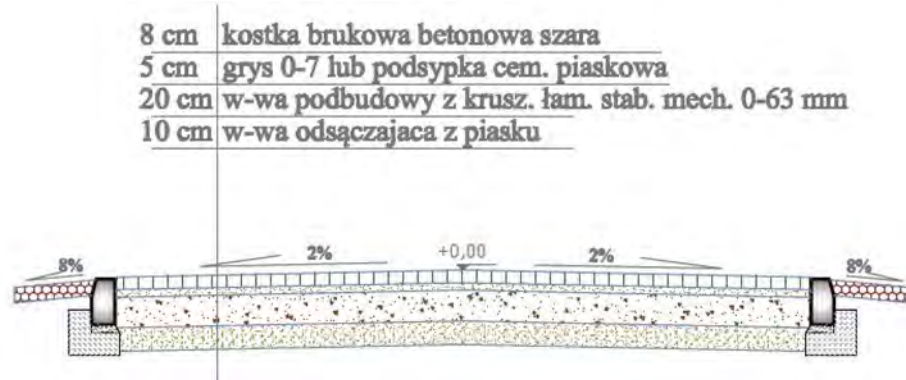 8 cm kostka brukowa betonowa szara
5 cm grys 0-7 lub podsypka cem. piaskowa
20 cm w-wa podbudowy z krusz. łam. stab. mech. 0-63 mm
10 cm w-wa odsączajaca z piasku
8% 2% +0,00 2% 8%